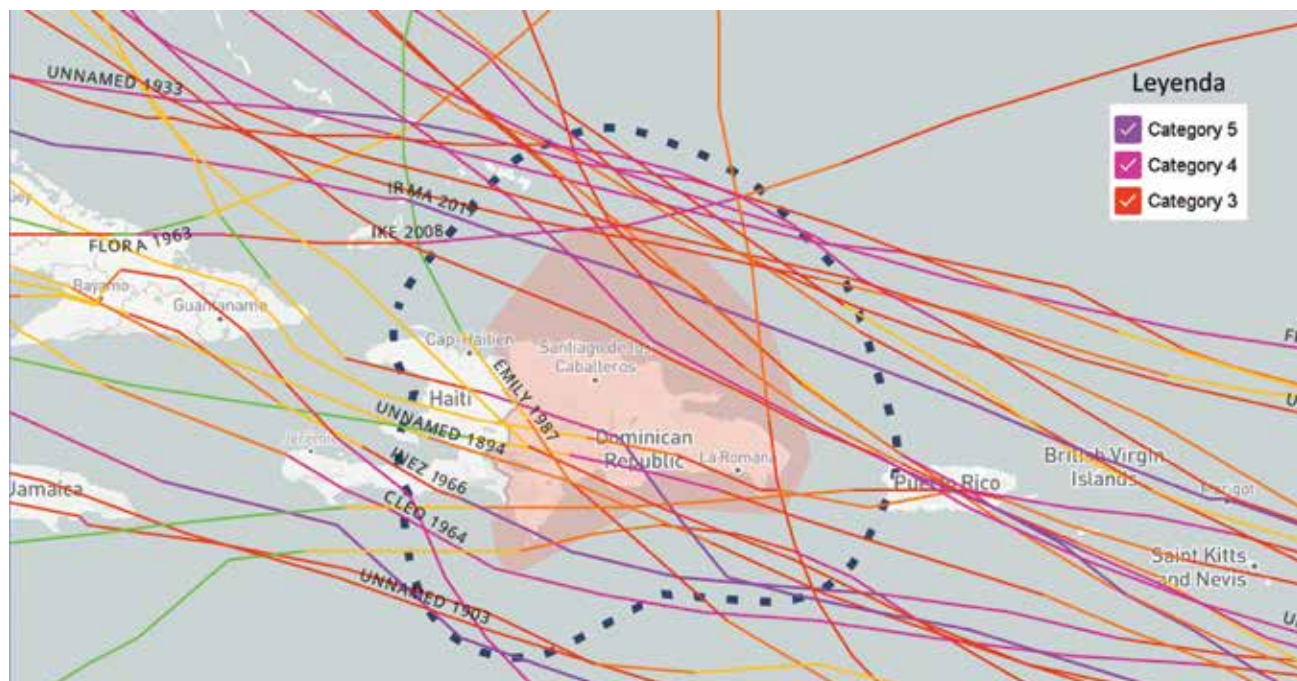 UNNAMED 1933
Leyenda
Category 5
Category 4
Category 3
IRMA 2017
IKE 2008
FLORA 1963
Bayamo
Guantaname
Cap-Haïtien
Santiago de los
Caballeros
EMILY 1987
Haiti
UNNAMED 1894
Dominican
Republic
La Romana
Jérémie
INEZ 1966
CLEO 1964
Jamaica
Puerto Rico
British Virgin
Islands
Saint Kitts
and Nevis
UNNAMED 1903